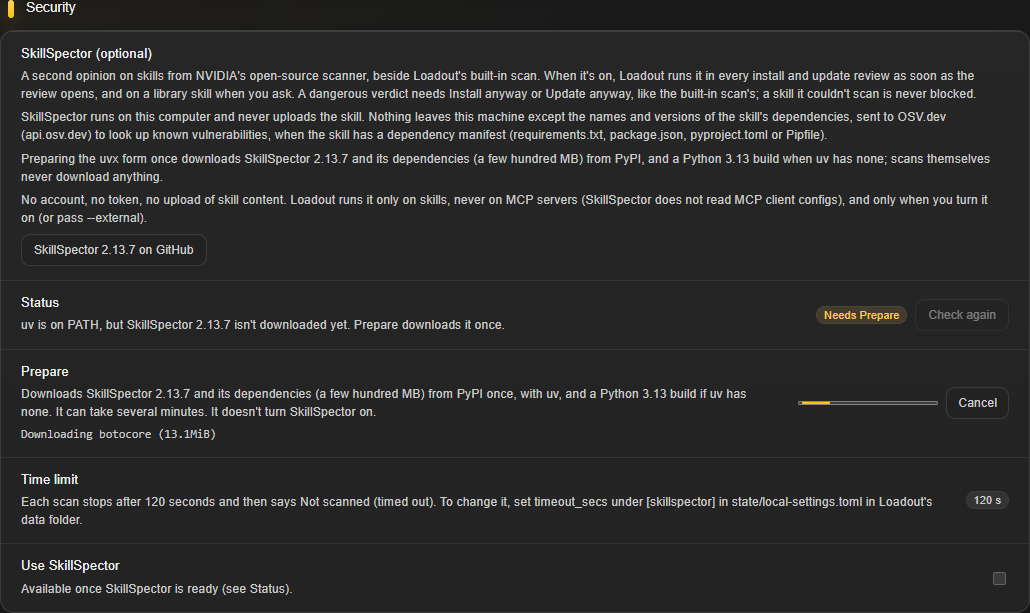 Security
SkillSpector (optional)
A second opinion on skills from NVIDIA's open-source scanner, beside Loadout's built-in scan. When it's on, Loadout runs it in every install and update review as soon as the
review opens, and on a library skill when you ask. A dangerous verdict needs Install anyway or Update anyway, like the built-in scan's; a skill it couldn't scan is never blocked.
SkillSpector runs on this computer and never uploads the skill. Nothing leaves this machine except the names and versions of the skill's dependencies, sent to OSV.dev
(api.osv.dev) to look up known vulnerabilities, when the skill has a dependency manifest (requirements.txt, package.json, pyproject.toml or Pipfile).
Preparing the uvx form once downloads SkillSpector 2.13.7 and its dependencies (a few hundred MB) from PyPI, and a Python 3.13 build when uv has none; scans themselves
never download anything.
No account, no token, no upload of skill content. Loadout runs it only on skills, never on MCP servers (SkillSpector does not read MCP client configs), and only when you turn it
on (or pass --external).
SkillSpector 2.13.7 on GitHub
Status
uv is on PATH, but SkillSpector 2.13.7 isn't downloaded yet. Prepare downloads it once.
Needs Prepare
Check again
Prepare
Downloads SkillSpector 2.13.7 and its dependencies (a few hundred MB) from PyPI once, with uv, and a Python 3.13 build if uv has
none. It can take several minutes. It doesn't turn SkillSpector on.
Downloading botocore (13.1MiB)
Cancel
Time limit
Each scan stops after 120 seconds and then says Not scanned (timed out). To change it, set timeout_secs under [skillspector] in state/local-settings.toml in Loadout's
data folder.
120 s
Use SkillSpector
Available once SkillSpector is ready (see Status).